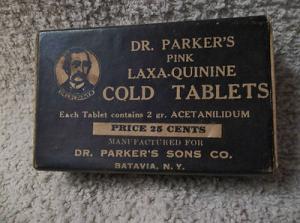 DR. PARKER'S
PINK
LAXA-QUININE
COLD TABLETS
Each Tablet contains 2 gr. ACETANILIDUM
PRICE 25 CENTS
MANUFACTURED FOR
DR. PARKER'S SONS CO.
BATAVIA, N.Y.